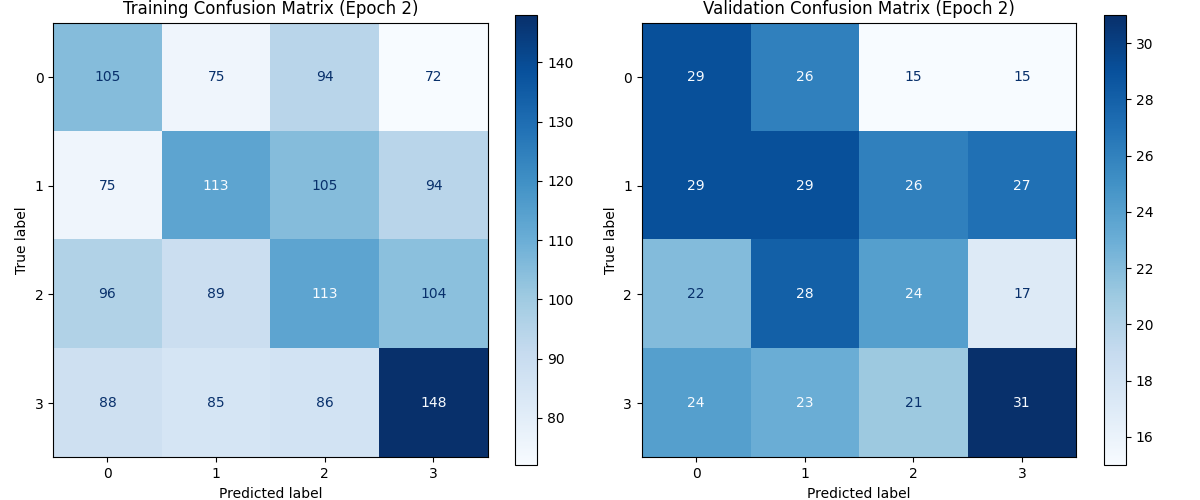 Training Confusion Matrix (Epoch 2)
True label
0 105 75 94 72
1 75 113 105 94
2 96 89 113 104
3 88 85 86 148
0 1 2 3
Predicted label
140
130
120
110
100
90
80
Validation Confusion Matrix (Epoch 2)
True label
0 29 26 15 15
1 29 29 26 27
2 22 28 24 17
3 24 23 21 31
0 1 2 3
Predicted label
30
28
26
24
22
20
18
16